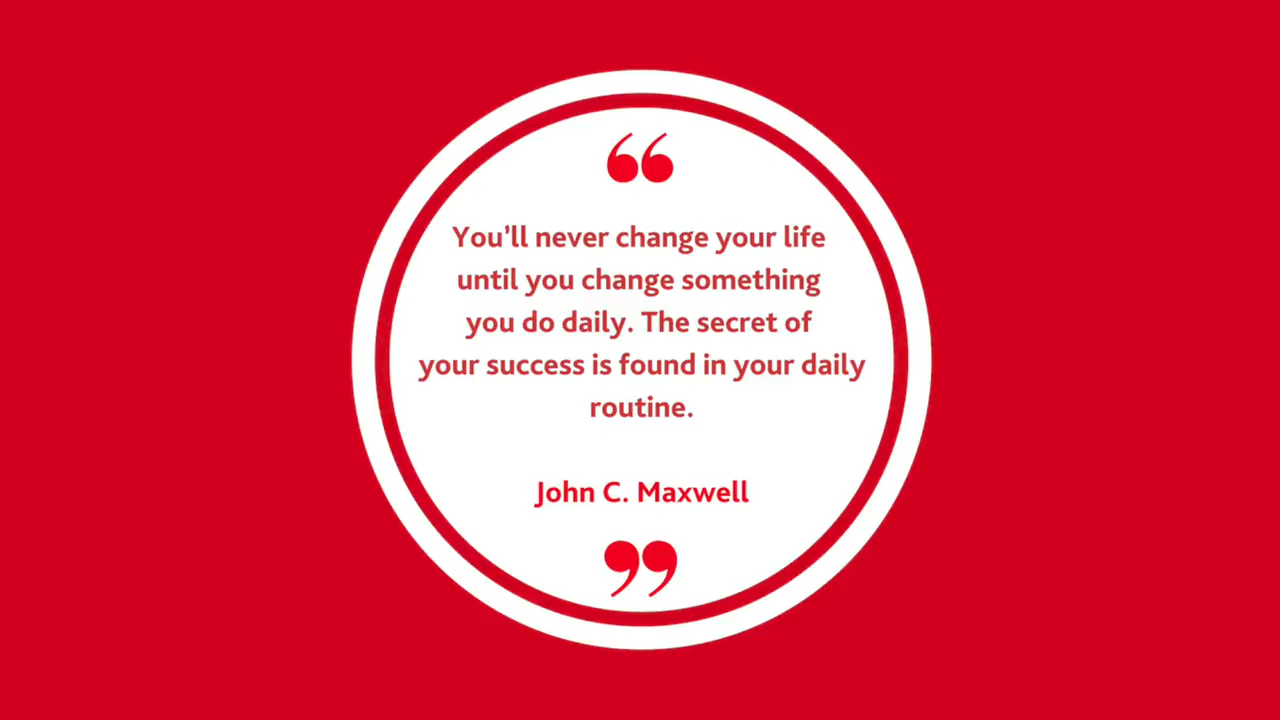 “
You'll never change your life
until you change something
you do daily. The secret of
your success is found in your daily
routine.
John C. Maxwell
”